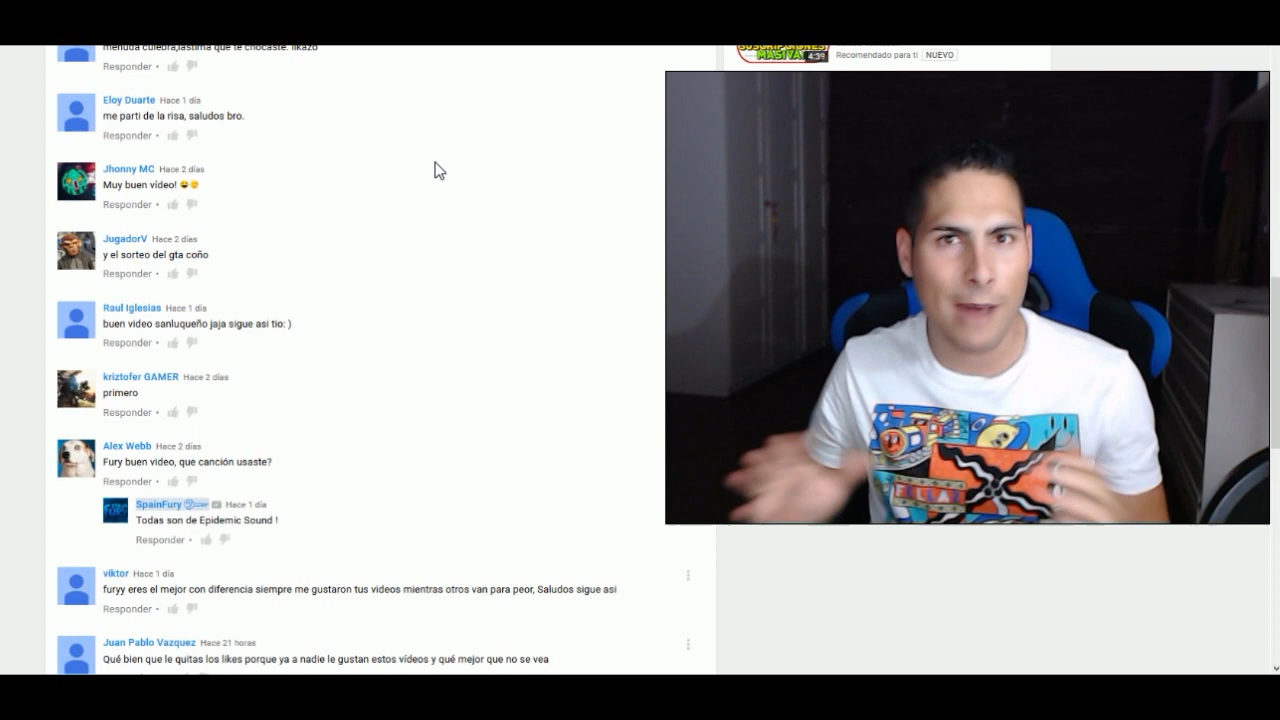 menuda culebra,lastima que te chocaste. likazo
Responder •
SUSCRIPCIONES
MASIVA
4:39
Recomendado para ti NUEVO
Eloy Duarte Hace 1 día
me parti de la risa, saludos bro.
Responder •
Jhonny MC Hace 2 días
Muy buen vídeo! 😀🙂
Responder •
JugadorV Hace 2 días
y el sorteo del gta coño
Responder •
Raul Iglesias Hace 1 día
buen video sanluqueño jaja sigue asi tio: )
Responder •
kriztofer GAMER Hace 2 días
primero
Responder •
Alex Webb Hace 2 días
Fury buen video, que canción usaste?
Responder •
SpainFury Hace 1 día
Todas son de Epidemic Sound !
Responder •
viktor Hace 1 día
furyy eres el mejor con diferencia siempre me gustaron tus videos mientras otros van para peor, Saludos sigue asi
Responder •
Juan Pablo Vazquez Hace 21 horas
Qué bien que le quitas los likes porque ya a nadie le gustan estos vídeos y qué mejor que no se vea